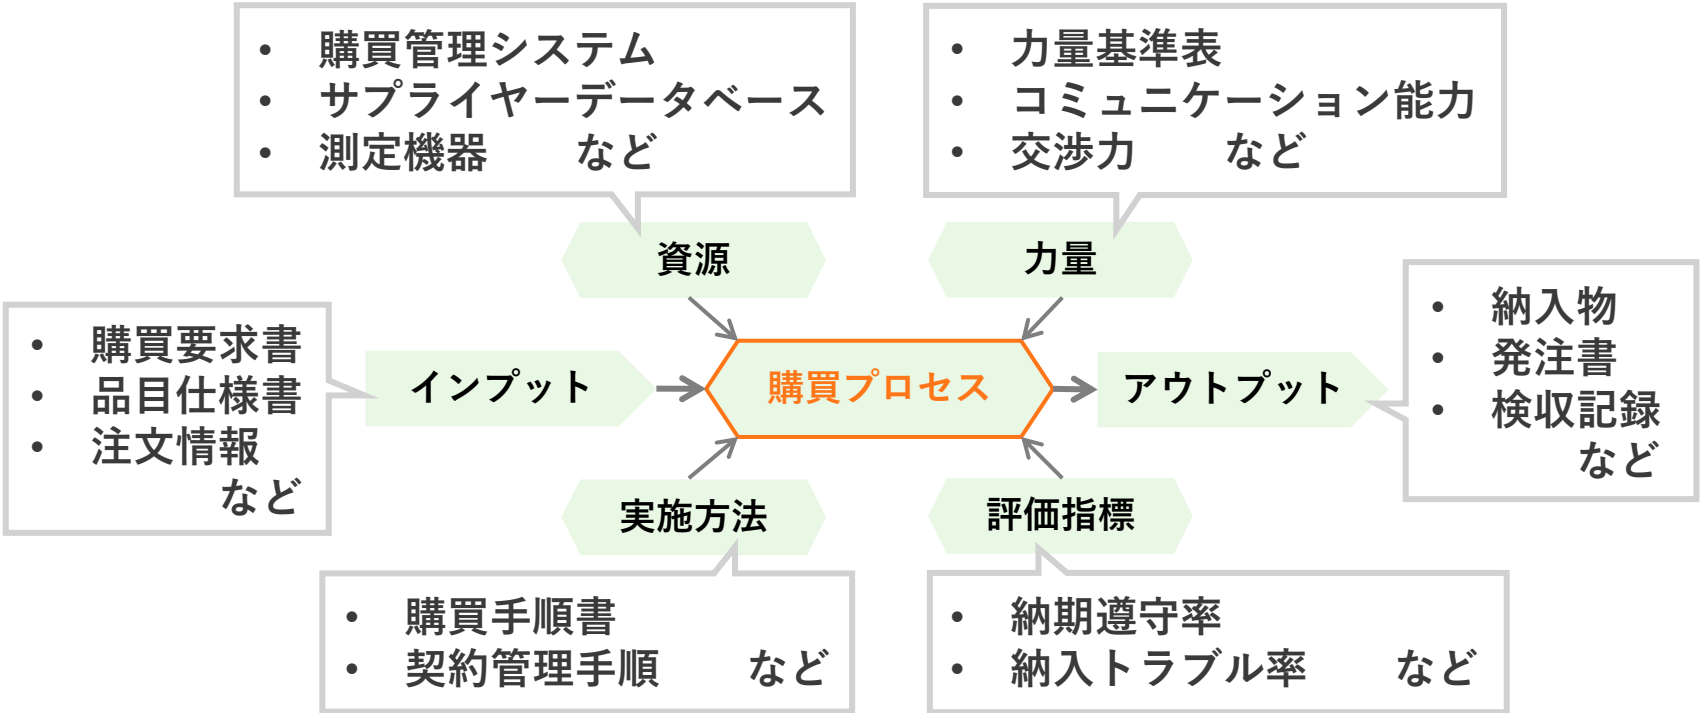 • 購買管理システム
• サプライヤーデータベース
• 測定機器 など
• 力量基準表
• コミュニケーション能力
• 交渉力 など
資源
力量
• 購買要求書
• 品目仕様書
• 注文情報
など
インプット
購買プロセス
アウトプット
• 納入物
• 発注書
• 検収記録
など
実施方法
評価指標
• 購買手順書
• 契約管理手順 など
• 納期遵守率
• 納入トラブル率 など